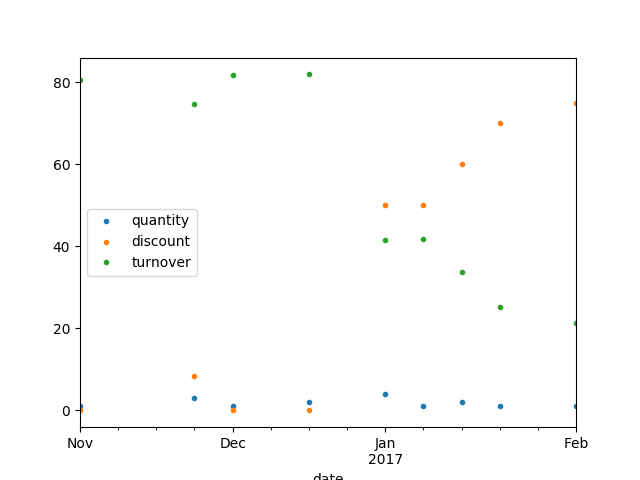 80
60
40
20
0
quantity
discount
turnover
Nov
Dec
Jan
Feb
2017
date